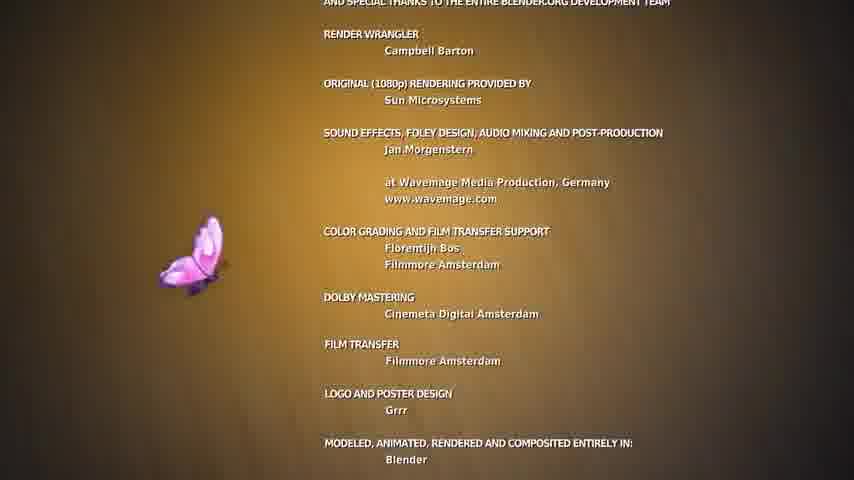 AND SPECIAL THANKS TO THE ENTIRE BLENDER.ORG DEVELOPMENT TEAM
RENDER WRANGLER
Campbell Barton
ORIGINAL (1080p) RENDERING PROVIDED BY
Sun Microsystems
SOUND EFFECTS, FOLEY DESIGN, AUDIO MIXING AND POST-PRODUCTION
Jan Morgenstern
at Wavemage Media Production, Germany
www.wavemage.com
COLOR GRADING AND FILM TRANSFER SUPPORT
Florentijn Bos
Filmmore Amsterdam
DOLBY MASTERING
Cinemeta Digital Amsterdam
FILM TRANSFER
Filmmore Amsterdam
LOGO AND POSTER DESIGN
Grrr
MODELED, ANIMATED, RENDERED AND COMPOSITED ENTIRELY IN:
Blender